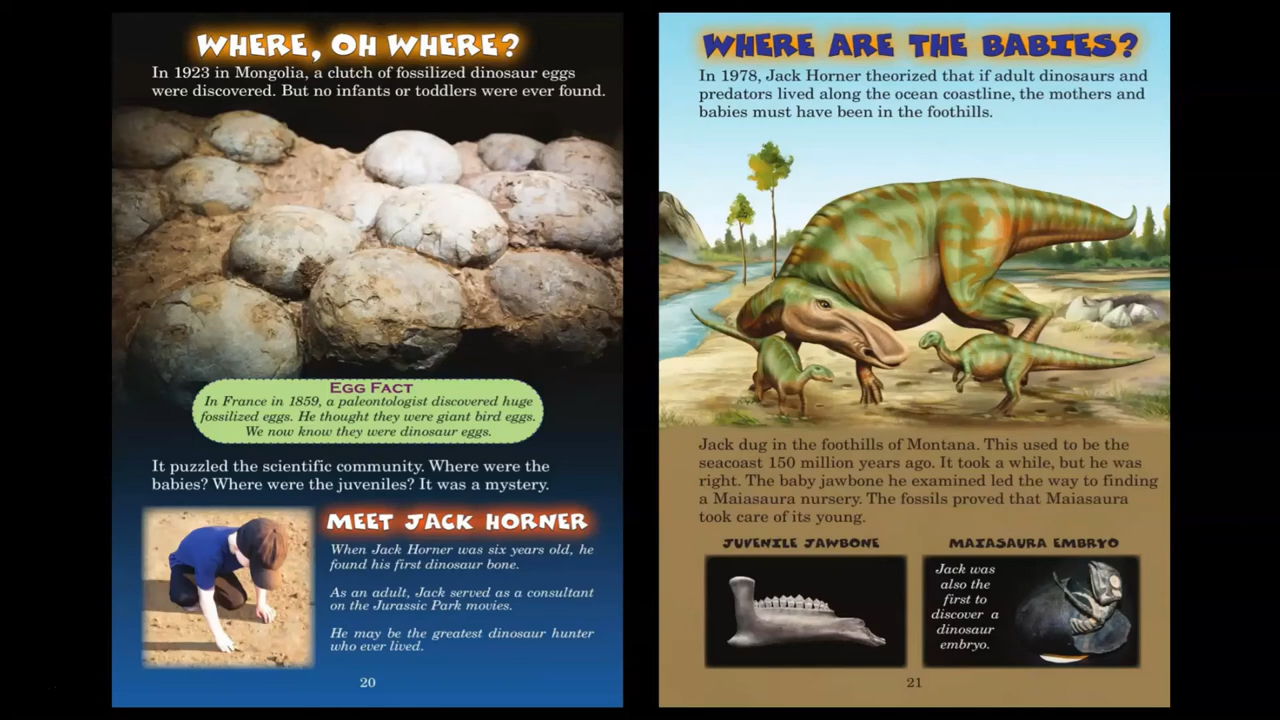 WHERE, OH WHERE?
In 1923 in Mongolia, a clutch of fossilized dinosaur eggs
were discovered. But no infants or toddlers were ever found.
EGG FACT
In France in 1859, a paleontologist discovered huge
fossilized eggs. He thought they were giant bird eggs.
We now know they were dinosaur eggs.
It puzzled the scientific community. Where were the
babies? Where were the juveniles? It was a mystery.
MEET JACK HORNER
When Jack Horner was six years old, he
found his first dinosaur bone.
As an adult, Jack served as a consultant
on the Jurassic Park movies.
He may be the greatest dinosaur hunter
who ever lived.
20
WHERE ARE THE BABIES?
In 1978, Jack Horner theorized that if adult dinosaurs and
predators lived along the ocean coastline, the mothers and
babies must have been in the foothills.
Jack dug in the foothills of Montana. This used to be the
seacoast 150 million years ago. It took a while, but he was
right. The baby jawbone he examined led the way to finding
a Maiasaura nursery. The fossils proved that Maiasaura
took care of its young.
JUVENILE JAWBONE
MAIASAURA EMBRYO
Jack was
also the
first to
discover a
dinosaur
embryo.
21